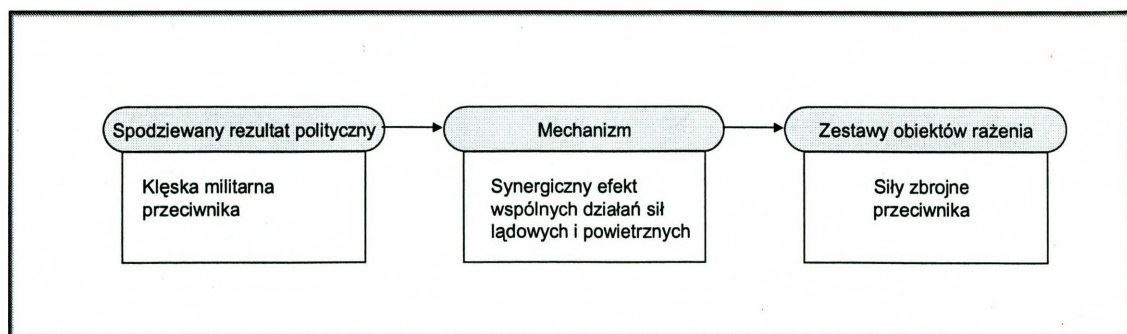 Spodziewany rezultat polityczny
Klęska militarna
przeciwnika
Mechanizm
Synergiczny efekt
wspólnych działań sił
lądowych i powietrznych
Zestawy obiektów rażenia
Siły zbrojne
przeciwnika